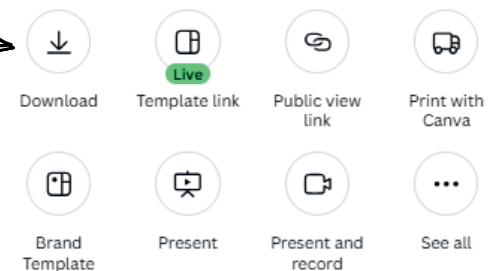 Live
Download
Template link
Public view
link
Print with
Canva
Brand
Template
Present
Present and
record
See all